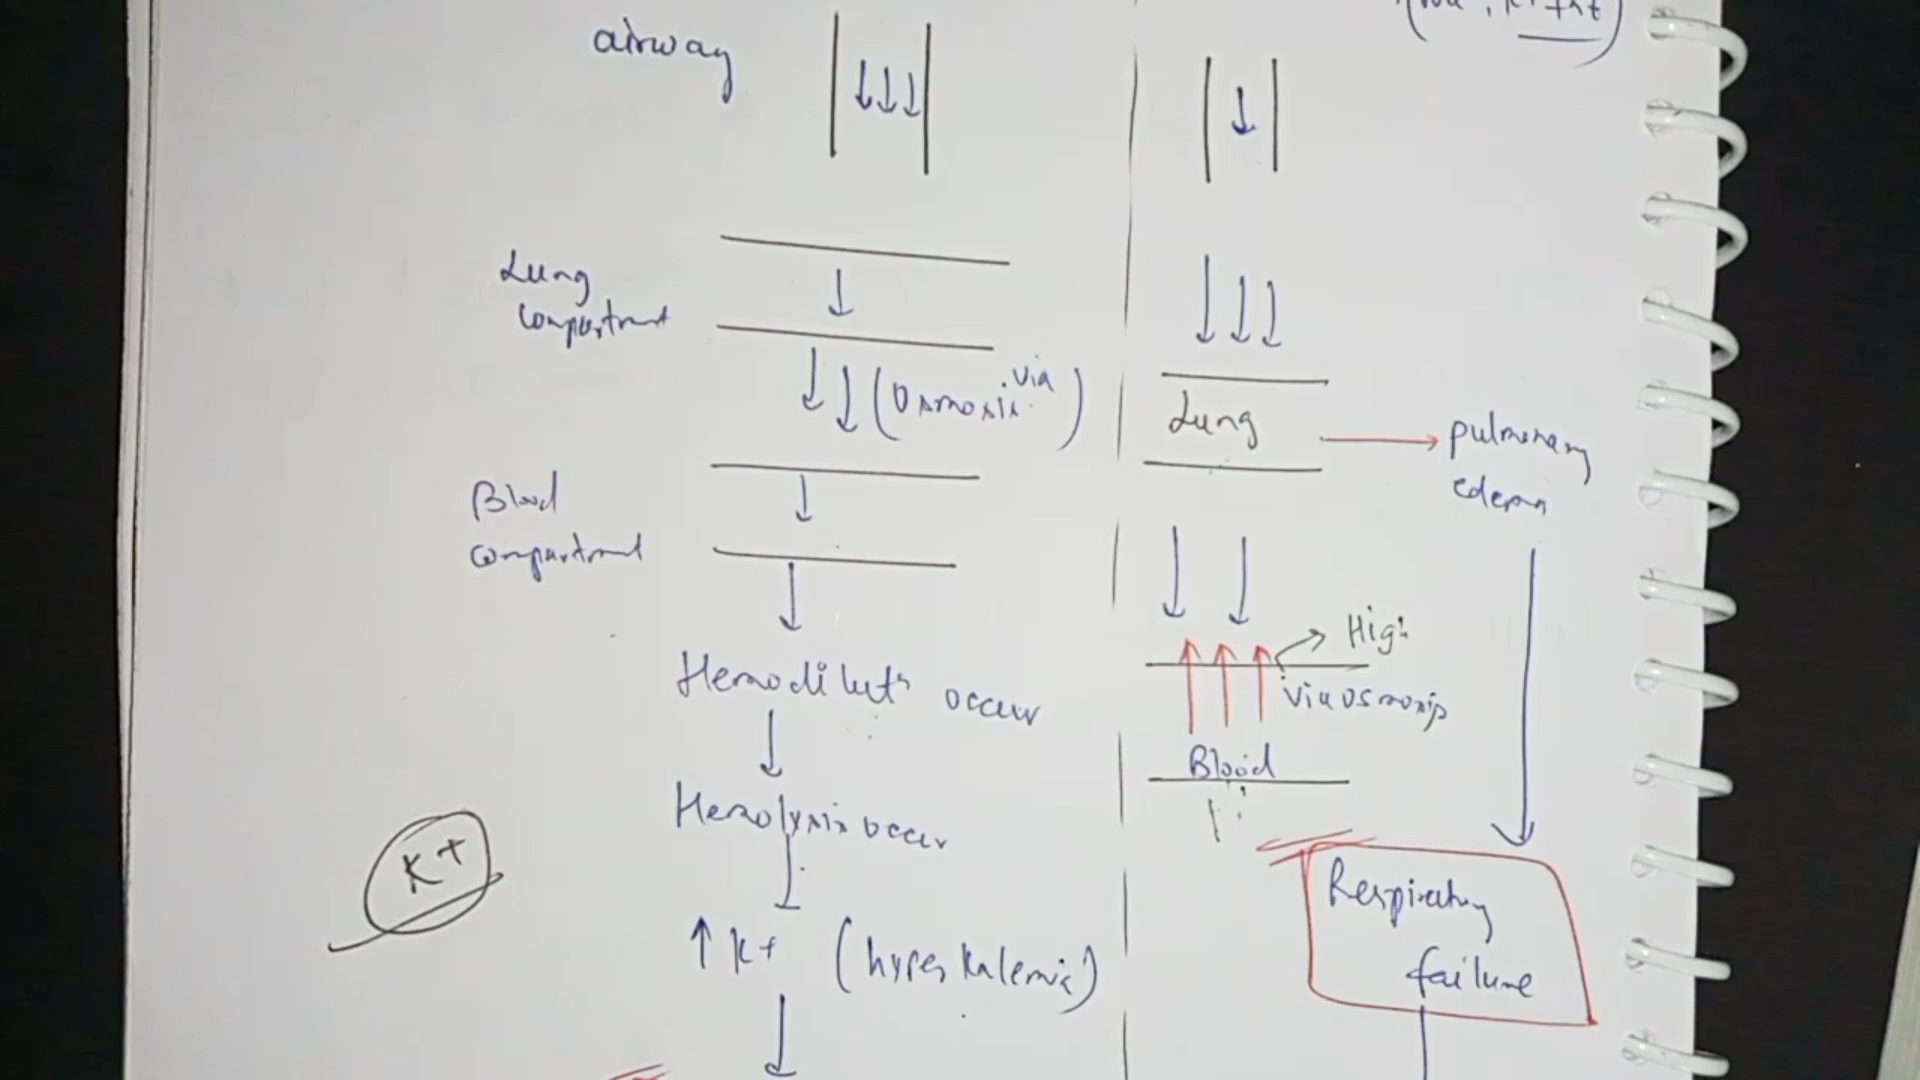 airway
Lung
compartment
(Osmosis via)
Blood
compartment
Hemodilutn occur
Hemolysis occur
↑ K+ (hyperkalemia)
K+
Lung
pulmonary
edema
High
via osmosis
Blood
Respiratory
failure